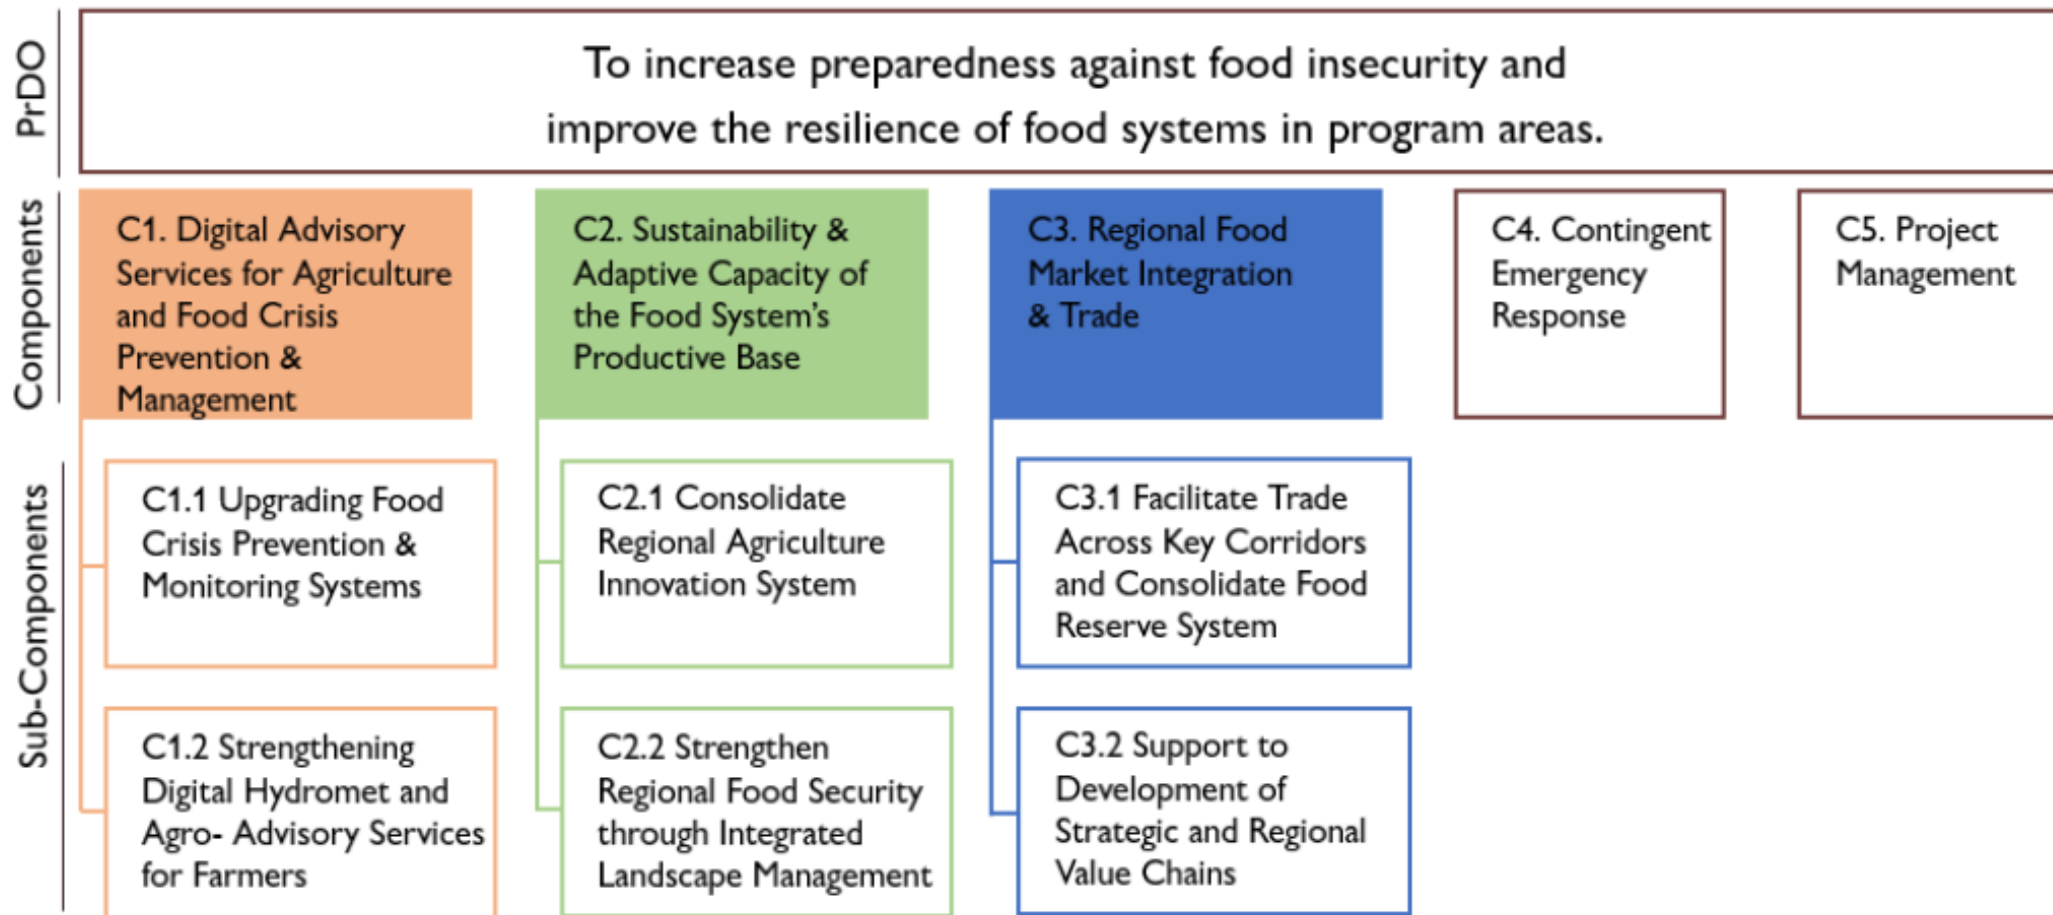 PrDO
To increase preparedness against food insecurity and
improve the resilience of food systems in program areas.
Components
C1. Digital Advisory
Services for Agriculture
and Food Crisis
Prevention &
Management
C2. Sustainability &
Adaptive Capacity of
the Food System's
Productive Base
C3. Regional Food
Market Integration
& Trade
C4. Contingent
Emergency
Response
C5. Project
Management
Sub-Components
C1.1 Upgrading Food
Crisis Prevention &
Monitoring Systems
C2.1 Consolidate
Regional Agriculture
Innovation System
C3.1 Facilitate Trade
Across Key Corridors
and Consolidate Food
Reserve System
C1.2 Strengthening
Digital Hydromet and
Agro- Advisory Services
for Farmers
C2.2 Strengthen
Regional Food Security
through Integrated
Landscape Management
C3.2 Support to
Development of
Strategic and Regional
Value Chains